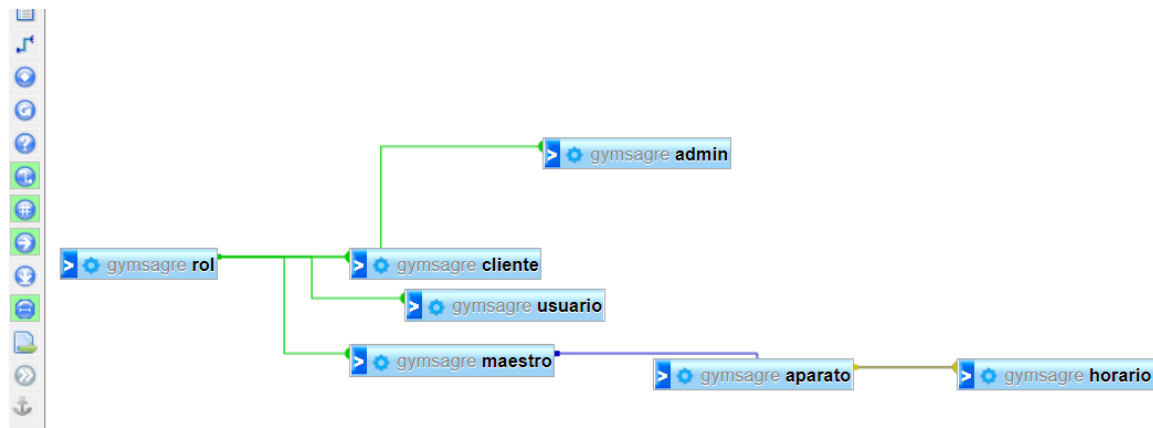 gymsagre admin
gymsagre rol
gymsagre cliente
gymsagre usuario
gymsagre maestro
gymsagre aparato
gymsagre horario